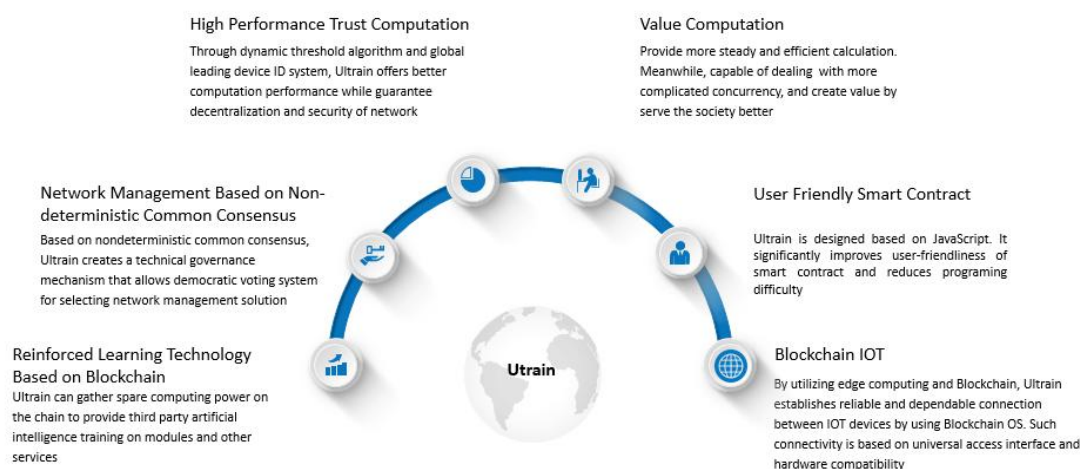 High Performance Trust Computation
Through dynamic threshold algorithm and global
leading device ID system, Ultrain offers better
computation performance while guarantee
decentralization and security of network
Value Computation
Provide more steady and efficient calculation.
Meanwhile, capable of dealing with more
complicated concurrency, and create value by
serve the society better
Network Management Based on Non-
deterministic Common Consensus
Based on nondeterministic common consensus,
Ultrain creates a technical governance
mechanism that allows democratic voting system
for selecting network management solution
User Friendly Smart Contract
Ultrain is designed based on JavaScript. It
significantly improves user-friendliness of
smart contract and reduces programing
difficulty
Reinforced Learning Technology
Based on Blockchain
Ultrain can gather spare computing power on
the chain to provide third party artificial
intelligence training on modules and other
services
Utrain
Blockchain IOT
By utilizing edge computing and Blockchain, Ultrain
establishes reliable and dependable connection
between IOT devices by using Blockchain OS. Such
connectivity is based on universal access interface and
hardware compatibility